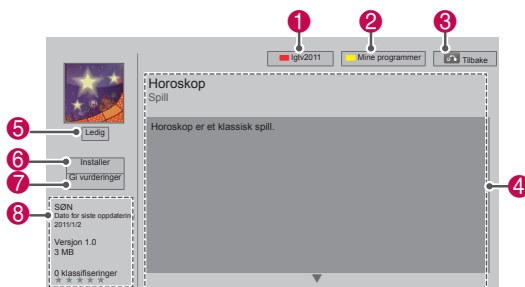 1
2
3
lgtv2011
Mine programmer
Tilbake
Horoskop
Spill
Horoskop er et klassisk spill.
4
5
Ledig
6
Installer
7
Gi vurderinger
8
SØN
Dato for siste oppdaterin
2011/1/2
Versjon 1.0
3 MB
0 klassifiseringer